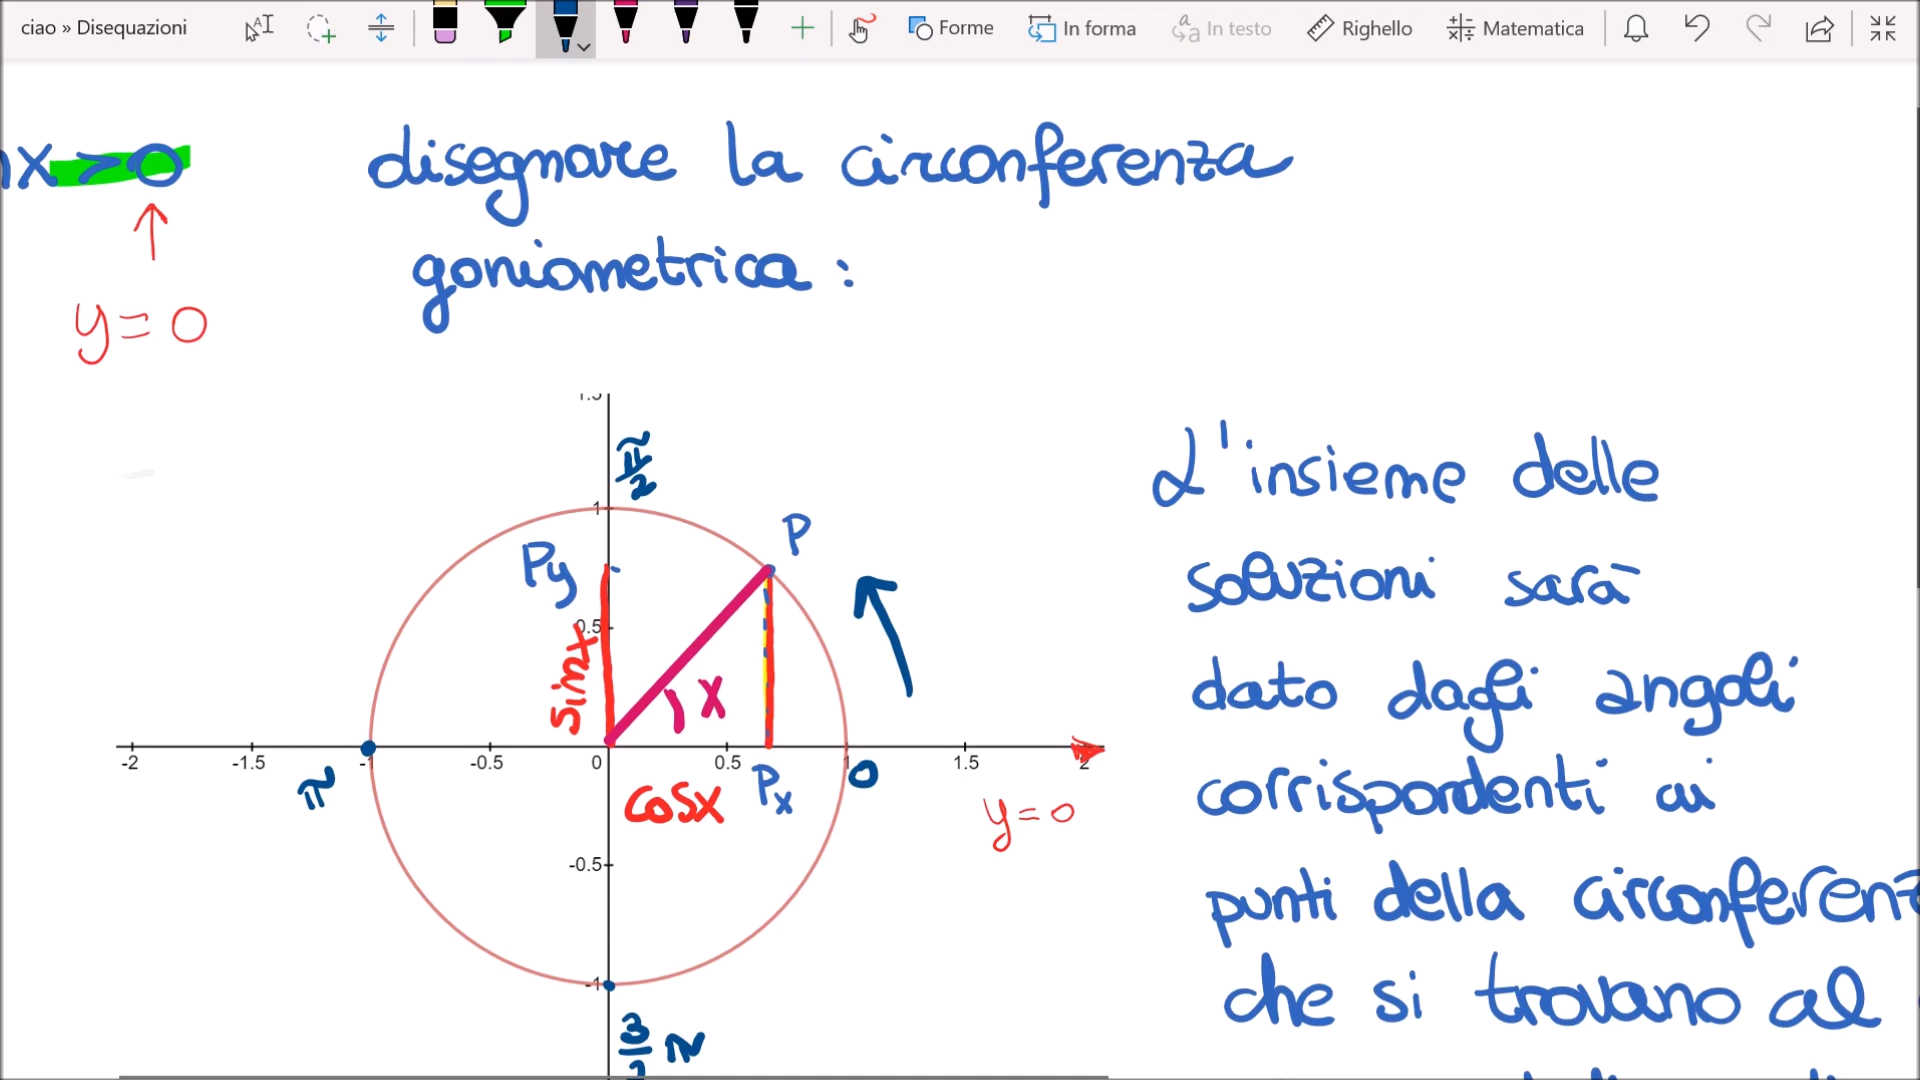 ciao » Disequazioni
Forme
In forma
In testo
Righello
Matematica
x > 0
disegnare la circonferenza
goniometrica :
y = 0
1.5
π/2
1
P
Py
0.5
sinx
x
-2
-1.5
-1
-0.5
0
0.5
1
1.5
2
π
cosx
Px
0
y = 0
-0.5
-1
3/2 π
L'insieme delle
soluzioni sarà
dato dagli angoli
corrispondenti ai
punti della
che si trovano al